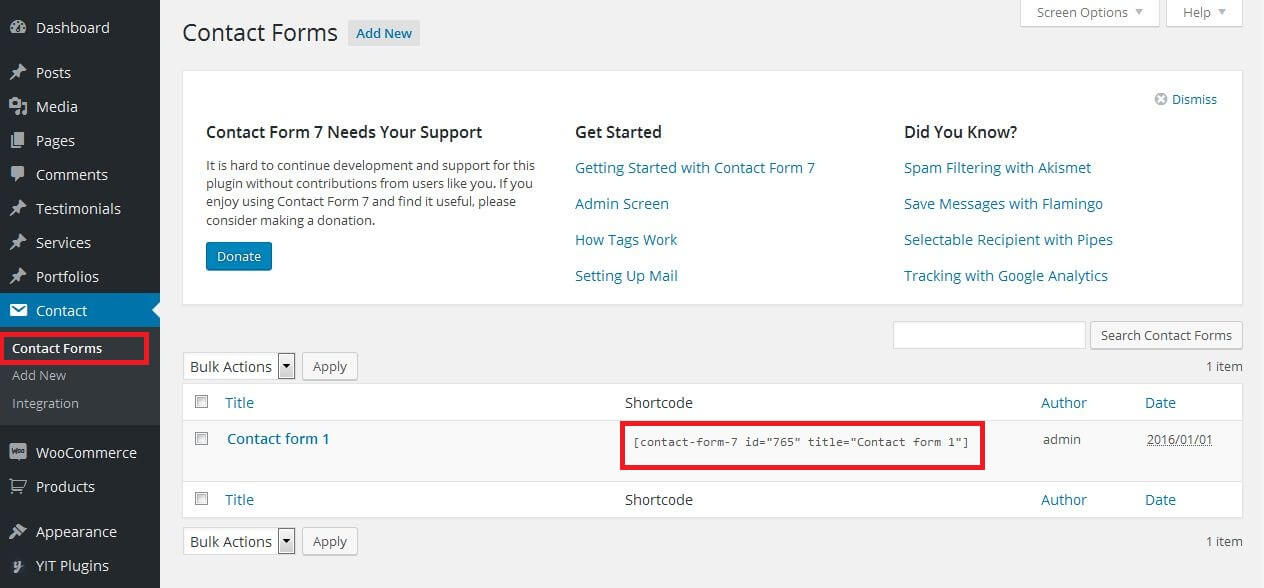 Dashboard
Posts
Media
Pages
Comments
Testimonials
Services
Portfolios
Contact
Contact Forms
Add New
Integration
WooCommerce
Products
Appearance
YIT Plugins
Screen Options
Help
Contact Forms
Add New
Dismiss
Contact Form 7 Needs Your Support
It is hard to continue development and support for this
plugin without contributions from users like you. If you
enjoy using Contact Form 7 and find it useful, please
consider making a donation.
Donate
Get Started
Getting Started with Contact Form 7
Admin Screen
How Tags Work
Setting Up Mail
Did You Know?
Spam Filtering with Akismet
Save Messages with Flamingo
Selectable Recipient with Pipes
Tracking with Google Analytics
Search Contact Forms
Bulk Actions Apply 1 item
Title Shortcode Author Date
Contact form 1 [contact-form-7 id="765" title="Contact form 1"] admin 2016/01/01
Title Shortcode Author Date
Bulk Actions Apply 1 item